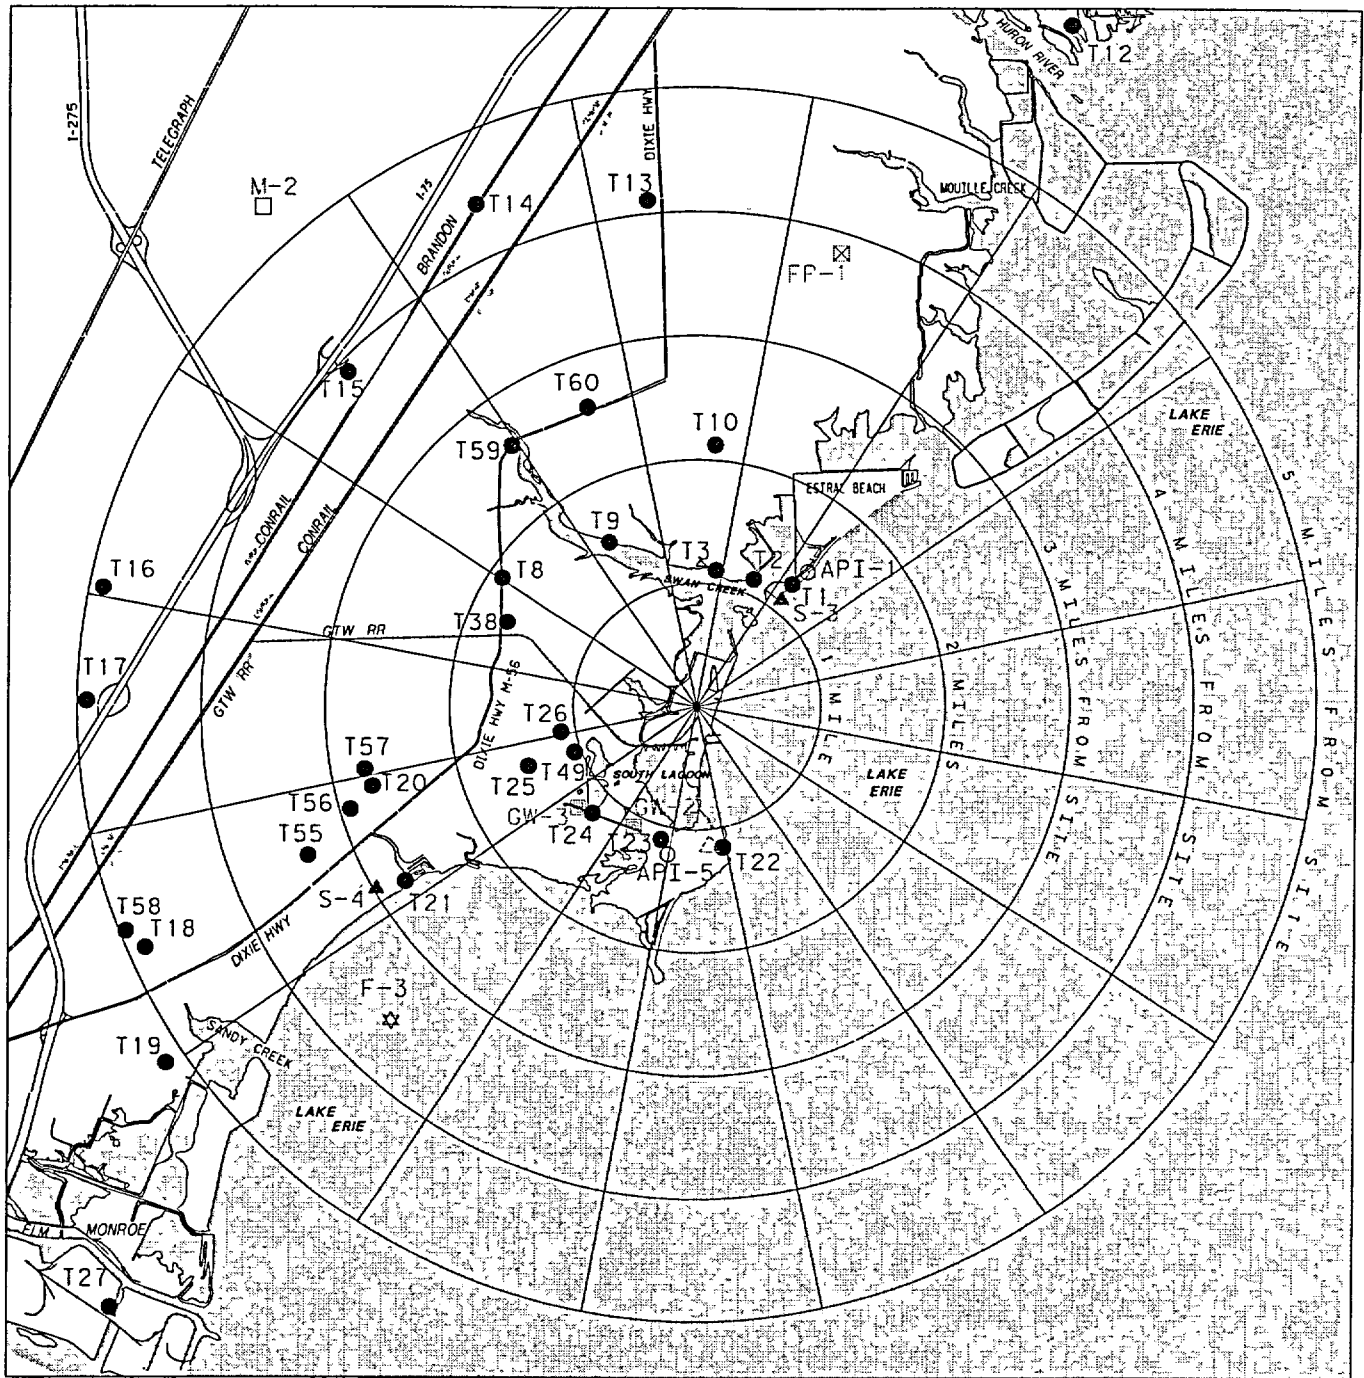 HURON RIVER
T12
I-275
TELEGRAPH
DIXIE HWY
M-2
T14
T13
I-75
MOUILLE CREEK
BRANDON
FP-1
T15
T60
LAKE
ERIE
T59
T10
ESTRAL BEACH
CONRAIL
CONRAIL
T9
T3
T2
API-1
T16
T8
SWAN CREEK
T1
S-3
T38
GTW RR
T17
GTW RR
DIXIE HWY M-56
1 MILE
2 MILES
3 MILES FROM SITE
4 MILES FROM SITE
5 MILES FROM SITE
T26
T57
T49
T25
SOUTH LAGOON
LAKE
ERIE
T20
T56
GW-3
GW-2
T24
T55
T23
T22
API-5
S-4
T21
T58
T18
DIXIE HWY
F-3
SANDY CREEK
T19
LAKE
ERIE
ELM
MONROE
T27